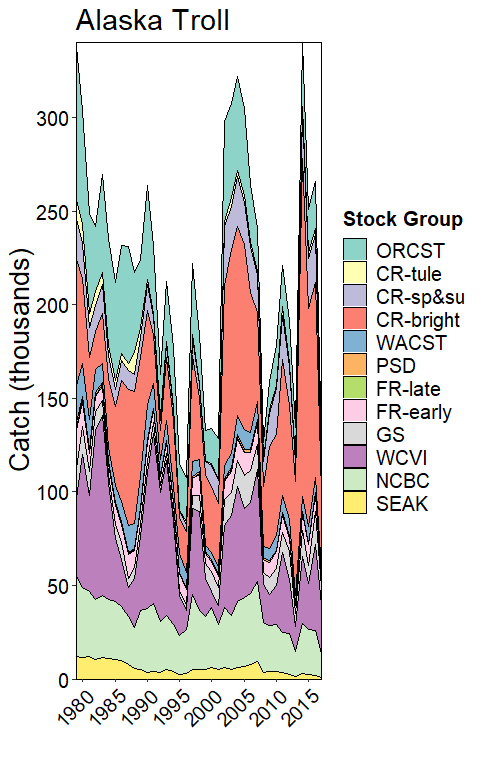 Alaska Troll
Catch (thousands)
300
250
200
150
100
50
0
1980
1985
1990
1995
2000
2005
2010
2015
Stock Group
ORCST
CR-tule
CR-sp&su
CR-bright
WACST
PSD
FR-late
FR-early
GS
WCVI
NCBC
SEAK